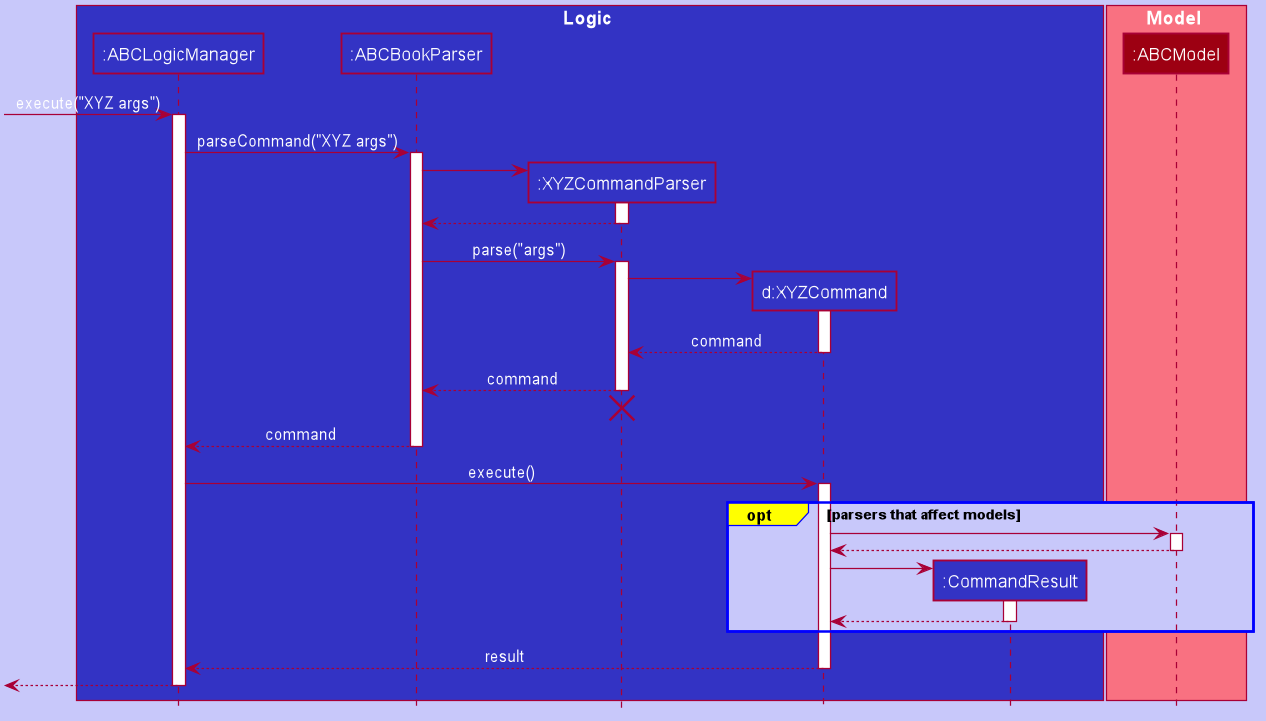 Logic
Model
:ABCLogicManager
:ABCBookParser
:ABCModel
execute("XYZ args")
parseCommand("XYZ args")
:XYZCommandParser
parse("args")
d:XYZCommand
command
command
command
execute()
opt
[parsers that affect models]
:CommandResult
result